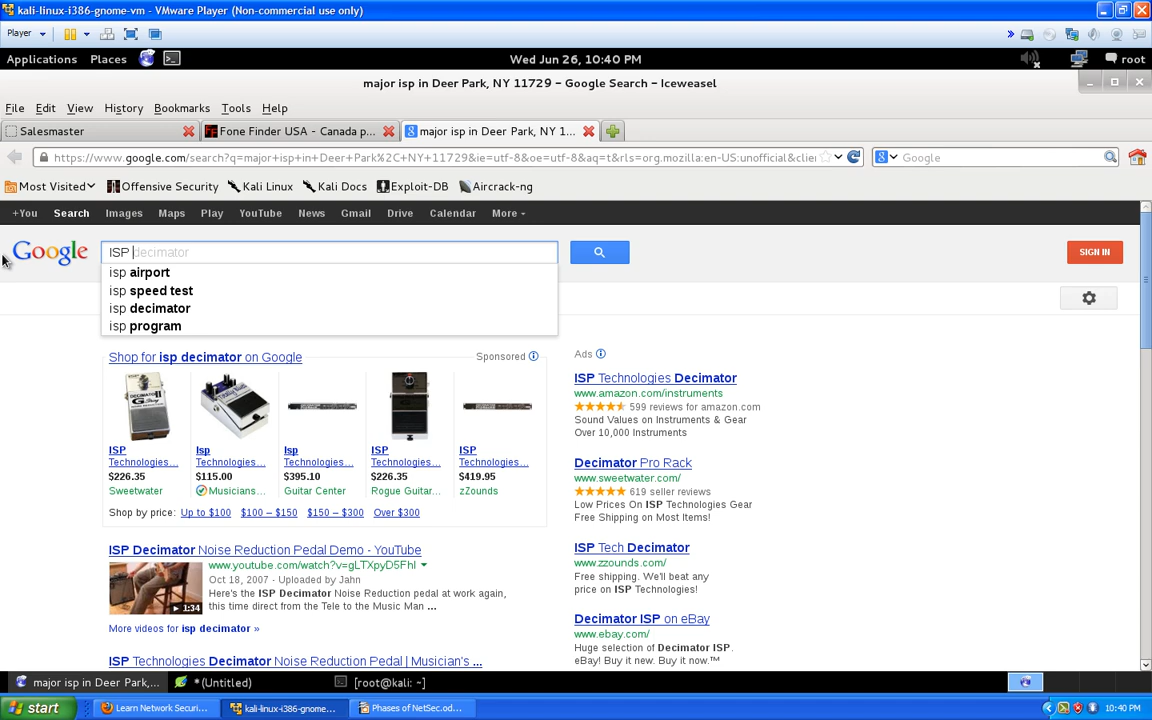 kali-linux-i386-gnome-vm - VMware Player (Non-commercial use only)
Player
Applications Places Wed Jun 26, 10:40 PM root
major isp in Deer Park, NY 11729 - Google Search - Iceweasel
File Edit View History Bookmarks Tools Help
Salesmaster Fone Finder USA - Canada p... major isp in Deer Park, NY 1...
https://www.google.com/search?q=major+isp+in+Deer+Park%2C+NY+11729&ie=utf-8&oe=utf-8&aq=t&rls=org.mozilla:en-US:unofficial&clie Google
Most Visited Offensive Security Kali Linux Kali Docs Exploit-DB Aircrack-ng
+You Search Images Maps Play YouTube News Gmail Drive Calendar More
Google ISP decimator SIGN IN
isp airport
isp speed test
isp decimator
isp program
Shop for isp decimator on Google Sponsored
ISP Technologies... $226.35 Sweetwater
Isp Technologies... $115.00 Musicians...
Isp Technologies... $395.10 Guitar Center
ISP Technologies... $226.35 Rogue Guitar...
ISP Technologies... $419.95 zZounds
Shop by price: Up to $100 $100 – $150 $150 – $300 Over $300
ISP Decimator Noise Reduction Pedal Demo - YouTube
www.youtube.com/watch?v=gLTXpyD5FhI
Oct 18, 2007 - Uploaded by Jahn
Here's the ISP Decimator Noise Reduction pedal at work again,
this time direct from the Tele to the Music Man ...
1:34
More videos for isp decimator »
ISP Technologies Decimator Noise Reduction Pedal | Musician's ...
Ads
ISP Technologies Decimator
www.amazon.com/instruments
599 reviews for amazon.com
Sound Values on Instruments & Gear
Over 10,000 Instruments
Decimator Pro Rack
www.sweetwater.com/
619 seller reviews
Low Prices On ISP Technologies Gear
Free Shipping on Most Items!
ISP Tech Decimator
www.zzounds.com/
Free shipping. We'll beat any
price on ISP Technologies!
Decimator ISP on eBay
www.ebay.com/
Huge selection of Decimator ISP.
eBay! Buy it new. Buy it now.™
major isp in Deer Park,... *(Untitled) [root@kali: ~]
start Learn Network Securi... kali-linux-i386-gnome... Phases of NetSec.od... 10:40 PM